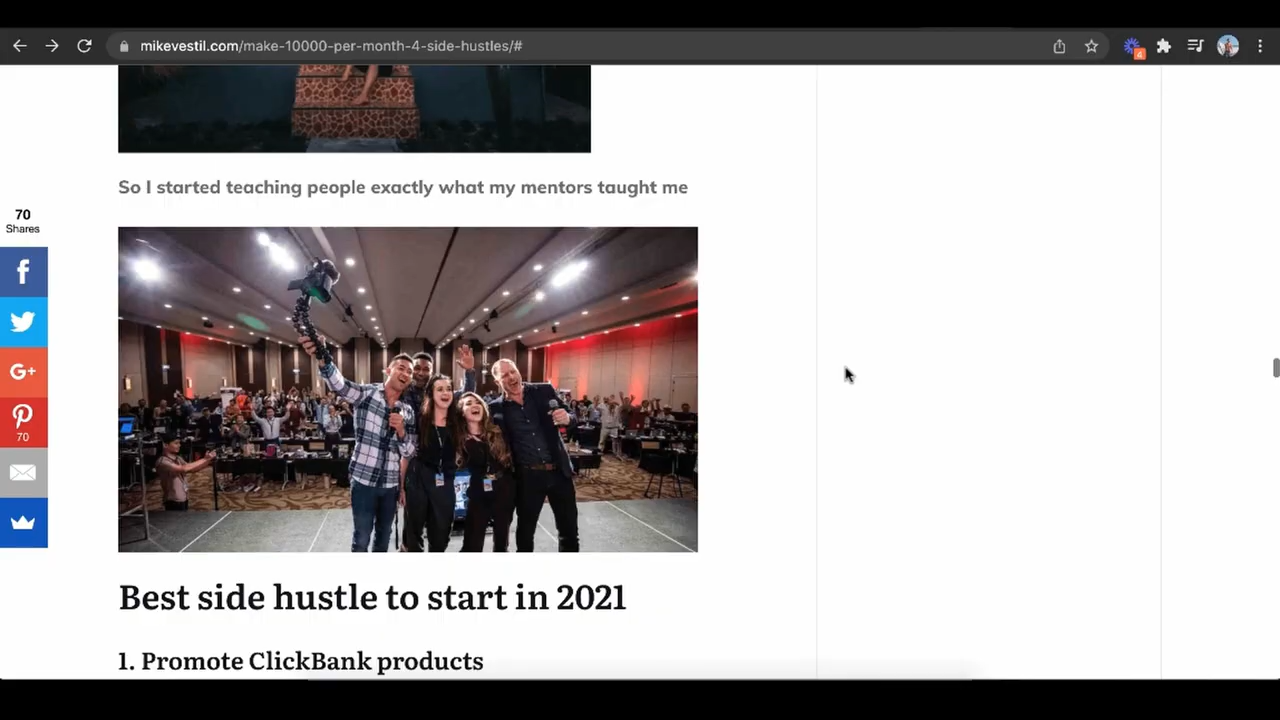 mikevestil.com/make-10000-per-month-4-side-hustles/#
4
So I started teaching people exactly what my mentors taught me
70
Shares
f
G+
70
Best side hustle to start in 2021
1. Promote ClickBank products